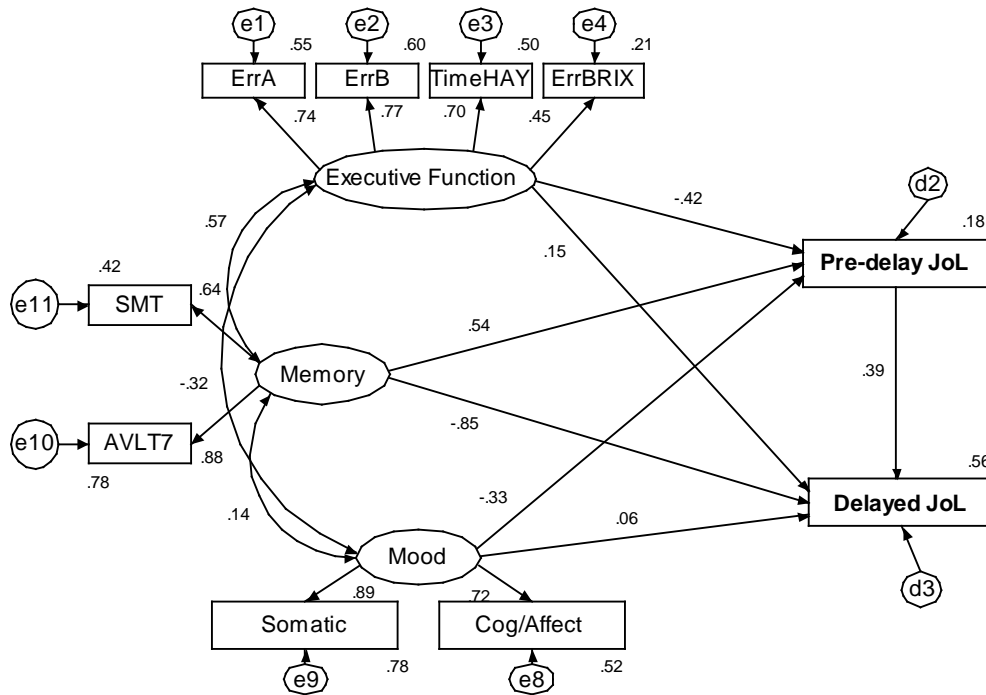 e1 e2 e3 e4
.55 .60 .50 .21
ErrA ErrB TimeHAY ErrBRIX
.74 .77 .70 .45
Executive Function
d2
-.42
.18
.57
.15
Pre-delay JoL
.42
e11 SMT .64
.54
Memory
.39
-.32
e10 AVLT7 .88
-.85
.78
.56
-.33
Delayed JoL
.14
.06
Mood
d3
.89 .72
Somatic Cog/Affect
.78 .52
e9 e8